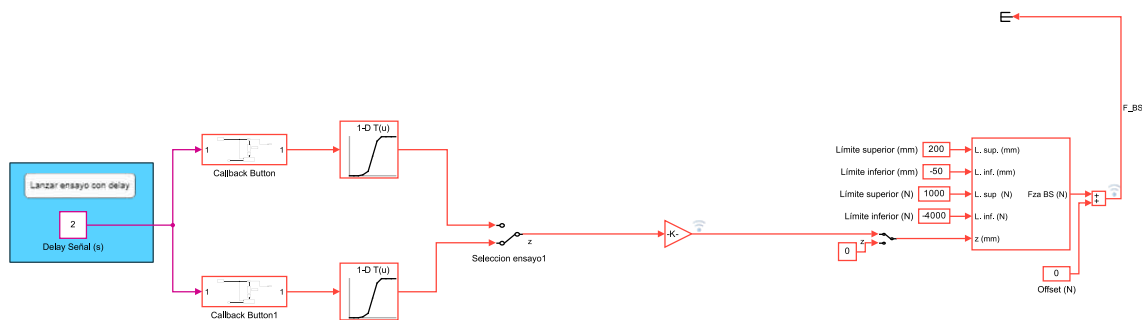 F_BS
1-D T(u)
1
1
Callback Button
Lanzar ensayo con delay
2
Delay Señal (s)
Límite superior (mm)
200
L. sup. (mm)
Límite inferior (mm)
-50
L. inf. (mm)
Límite superior (N)
1000
L. sup (N)
Fza BS (N)
+
+
Límite inferior (N)
-4000
L. inf. (N)
z
Seleccion ensayo1
-K-
z
0
z (mm)
0
Offset (N)
1-D T(u)
1
1
Callback Button1